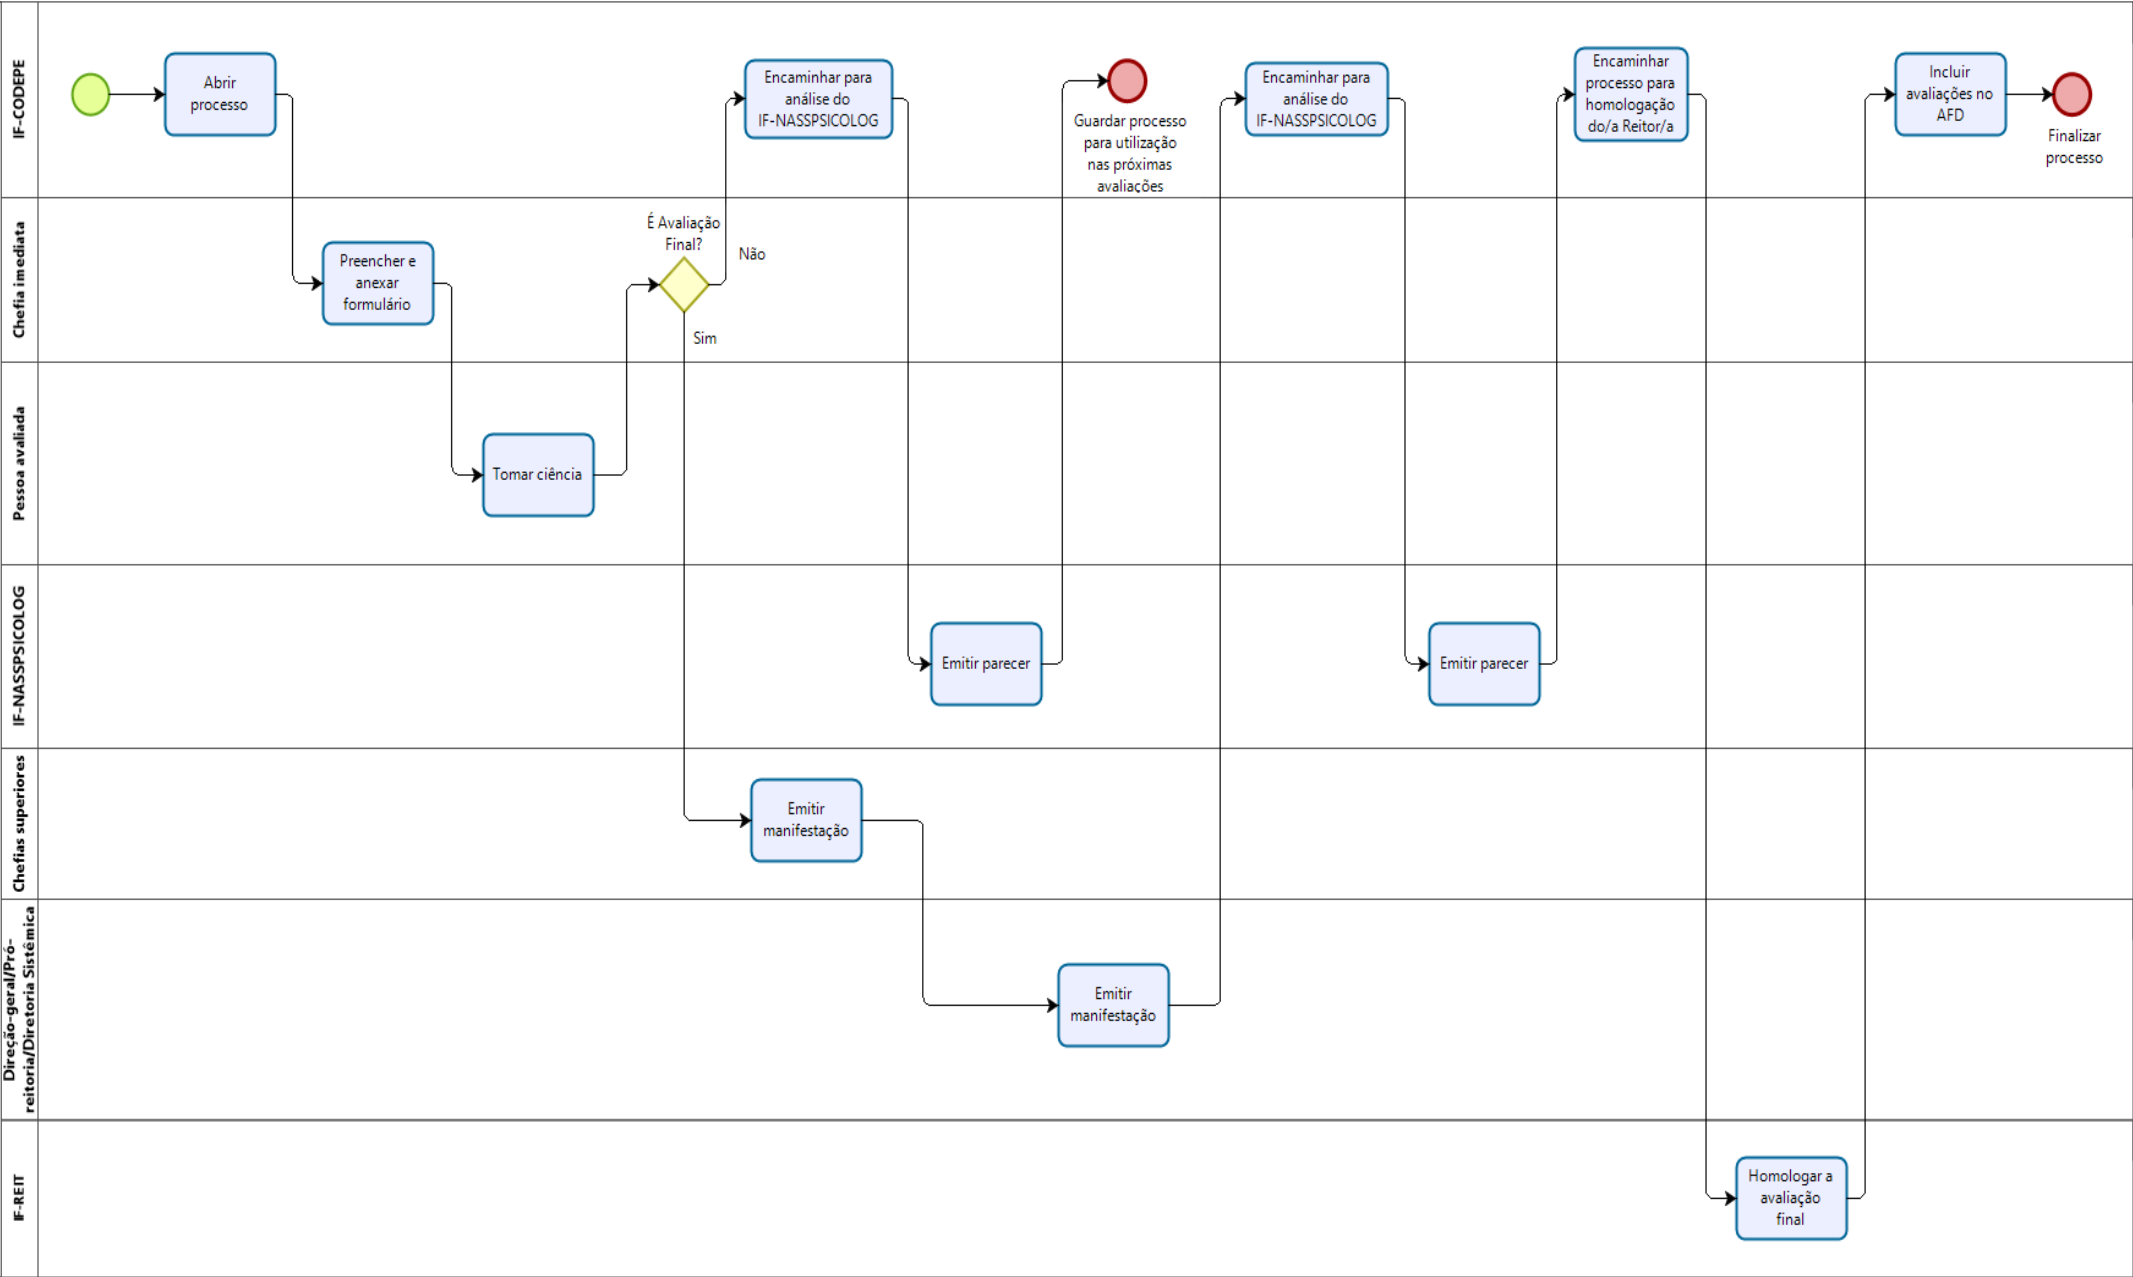 IF-CODEPE
Abrir
processo
Encaminhar para
análise do
IF-NASSPSICOLOG
Guardar processo
para utilização
nas próximas
avaliações
Encaminhar para
análise do
IF-NASSPSICOLOG
Encaminhar
processo para
homologação
do/a Reitor/a
Incluir
avaliações no
AFD
Finalizar
processo
Chefia imediata
Preencher e
anexar
formulário
É Avaliação
Final?
Não
Sim
Pessoa avaliada
Tomar ciência
IF-NASSPSICOLOG
Emitir parecer
Emitir parecer
Chefias superiores
Emitir
manifestação
Direção-geral/Pró-
reitoria/Diretoria Sistêmica
Emitir
manifestação
IF-REIT
Homologar a
avaliação
final